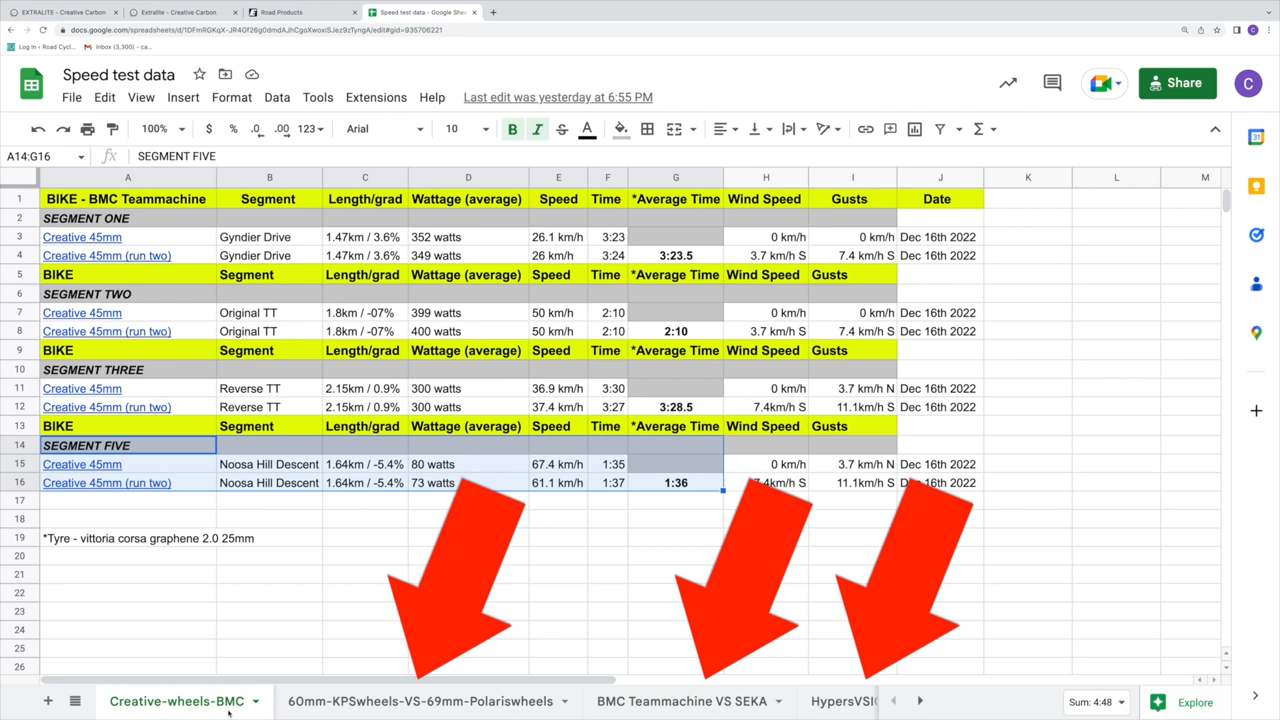 EXTRALITE - Creative Carbon × Extralite - Creative Carbon × Road Products × Speed test data - Google She × +
docs.google.com/spreadsheets/d/1DFmRGKqX-JR4Gf26g0dmdAJhCgoXwoxiSJez9zTyngA/edit#gid=935706221
Log In ‹ Road Cycl... Inbox (3,300) - ca...
Speed test data
File Edit View Insert Format Data Tools Extensions Help Last edit was yesterday at 6:55 PM
Share C
100% $ % .0 .00 123 Arial 10 B I S A
A14:G16 fx SEGMENT FIVE
A B C D E F G H I J K L M
1 BIKE - BMC Teammachine Segment Length/grad Wattage (average) Speed Time *Average Time Wind Speed Gusts Date
2 SEGMENT ONE
3 Creative 45mm Gyndier Drive 1.47km / 3.6% 352 watts 26.1 km/h 3:23 0 km/h 0 km/h Dec 16th 2022
4 Creative 45mm (run two) Gyndier Drive 1.47km / 3.6% 349 watts 26 km/h 3:24 3:23.5 3.7 km/h S 7.4 km/h S Dec 16th 2022
5 BIKE Segment Length/grad Wattage (average) Speed Time *Average Time Wind Speed Gusts
6 SEGMENT TWO
7 Creative 45mm Original TT 1.8km / -07% 399 watts 50 km/h 2:10 0 km/h 0 km/h Dec 16th 2022
8 Creative 45mm (run two) Original TT 1.8km / -07% 400 watts 50 km/h 2:10 2:10 3.7 km/h S 7.4 km/h S Dec 16th 2022
9 BIKE Segment Length/grad Wattage (average) Speed Time *Average Time Wind Speed Gusts
10 SEGMENT THREE
11 Creative 45mm Reverse TT 2.15km / 0.9% 300 watts 36.9 km/h 3:30 0 km/h 3.7 km/h N Dec 16th 2022
12 Creative 45mm (run two) Reverse TT 2.15km / 0.9% 300 watts 37.4 km/h 3:27 3:28.5 7.4km/h S 11.1km/h S Dec 16th 2022
13 BIKE Segment Length/grad Wattage (average) Speed Time *Average Time Wind Speed Gusts
14 SEGMENT FIVE
15 Creative 45mm Noosa Hill Descent 1.64km / -5.4% 80 watts 67.4 km/h 1:35 0 km/h 3.7 km/h N Dec 16th 2022
16 Creative 45mm (run two) Noosa Hill Descent 1.64km / -5.4% 73 watts 61.1 km/h 1:37 1:36 7.4km/h S 11.1km/h S Dec 16th 2022
17
18
19 *Tyre - vittoria corsa graphene 2.0 25mm
20
21
22
23
24
25
26
Creative-wheels-BMC 60mm-KPSwheels-VS-69mm-Polariswheels BMC Teammachine VS SEKA HypersVSIC Sum: 4:48 Explore